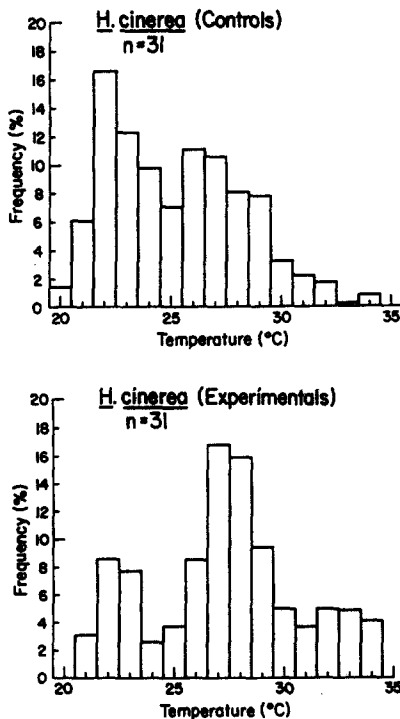 H. cinerea (Controls)
n=31
Frequency (%)
20
18
16
14
12
10
8
6
4
2
0
20 25 30 35
Temperature (°C)
H. cinerea (Experimentals)
n=31
Frequency (%)
20
18
16
14
12
10
8
6
4
2
0
20 25 30 35
Temperature (°C)